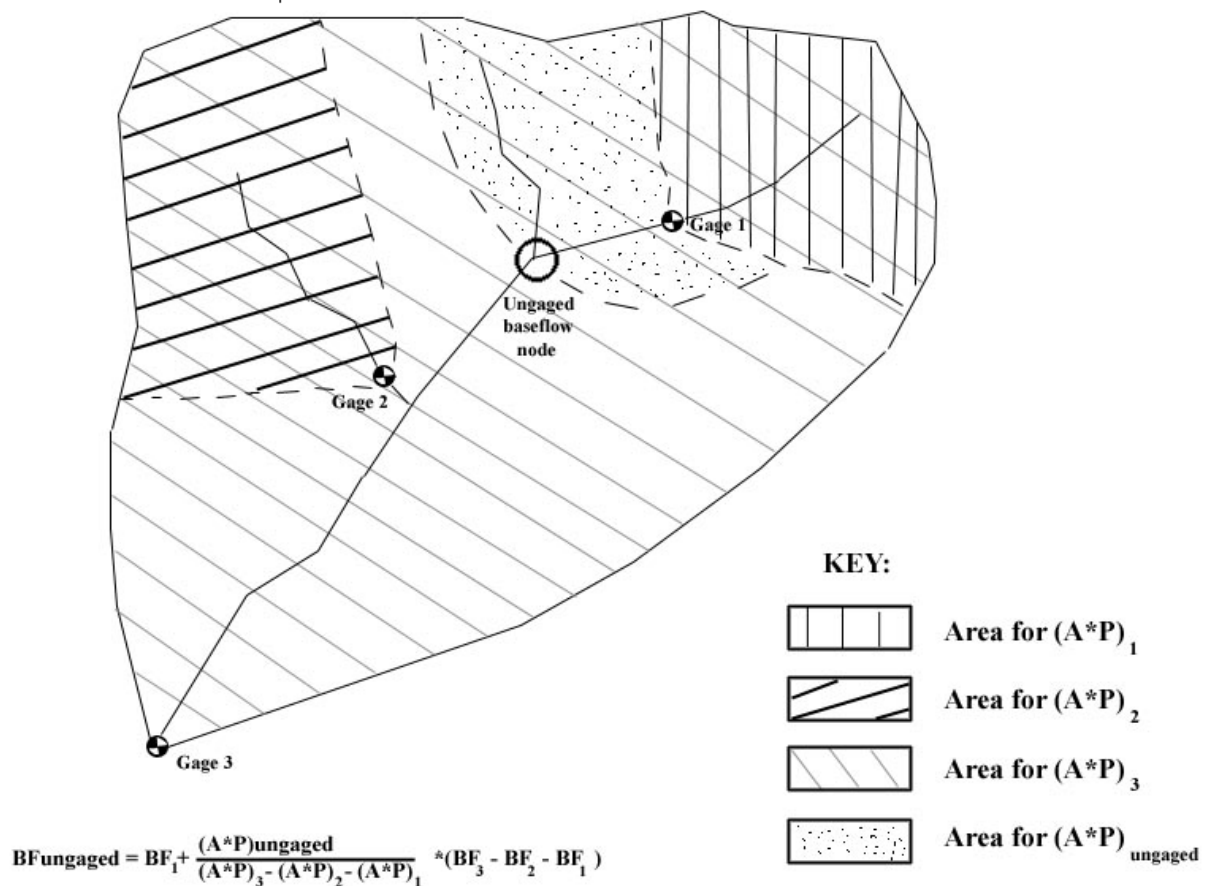 Gage 1
Ungaged
baseflow
node
Gage 2
Gage 3
KEY:
Area for (A*P)₁
Area for (A*P)₂
Area for (A*P)₃
Area for (A*P)ungaged
BFungaged = BF₁+ (A*P)ungaged / (A*P)₃-(A*P)₂-(A*P)₁ *(BF₃ - BF₂ - BF₁ )